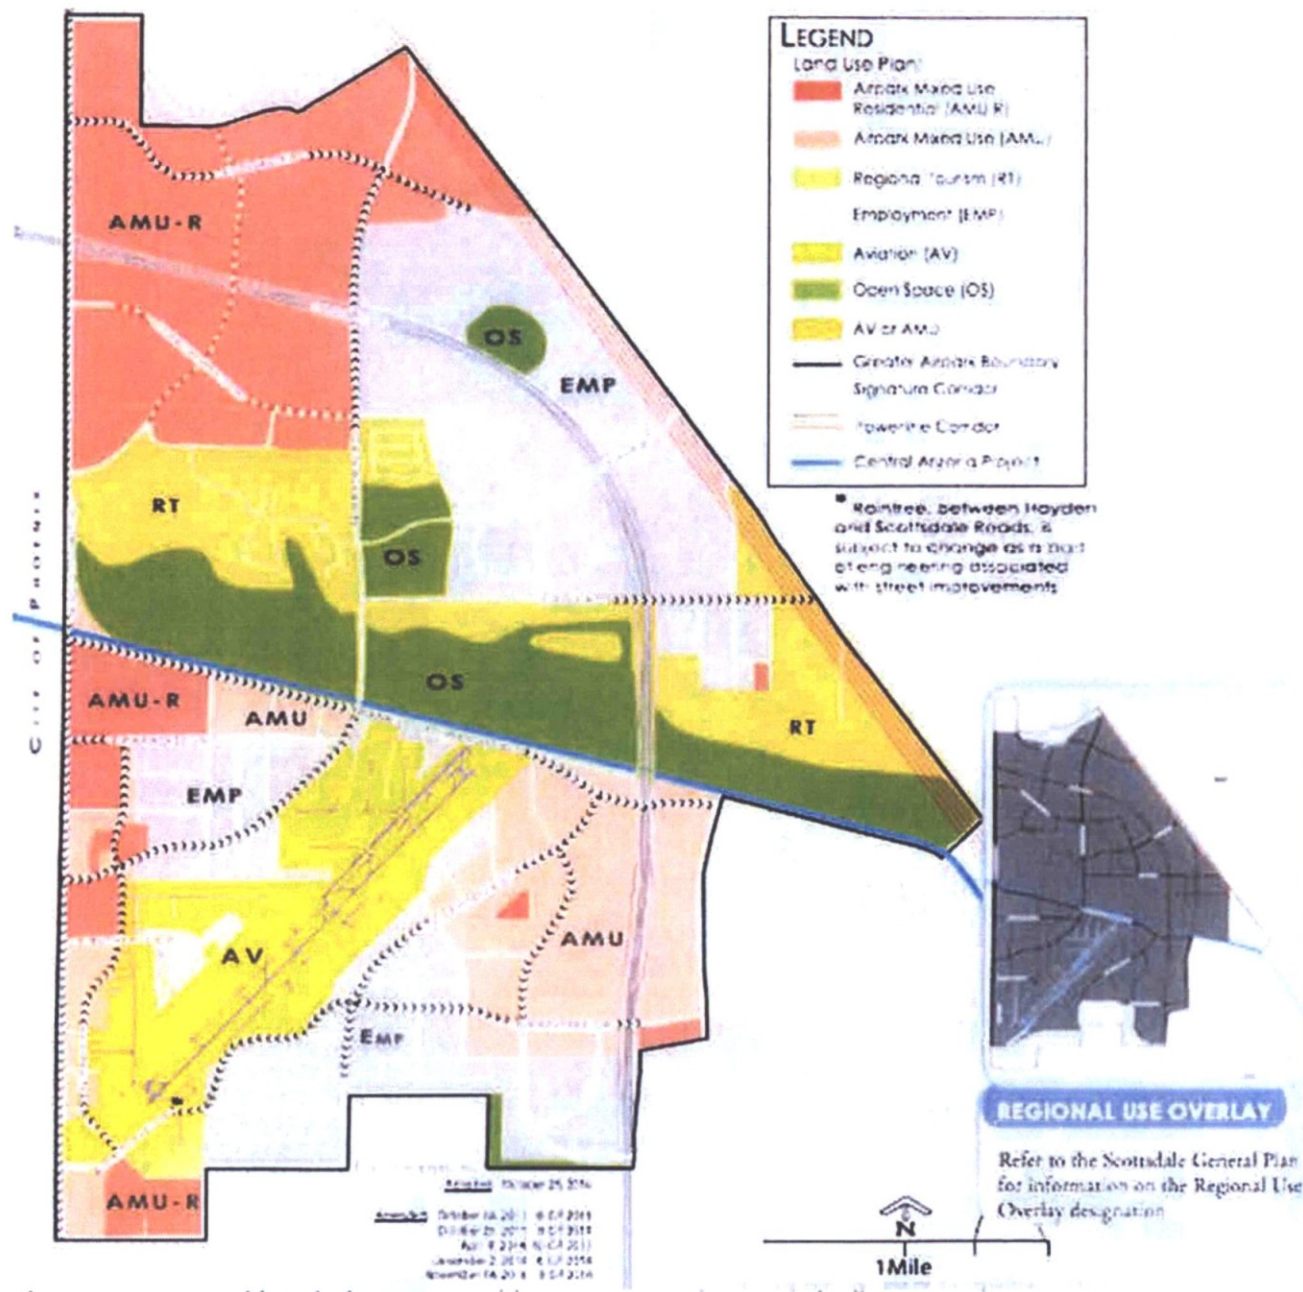 LEGEND
Land Use Plan:
Airpark Mixed Use
Residential (AMU-R)
Airpark Mixed Use (AMU)
Regional Tourism (RT)
Employment (EMP)
Aviation (AV)
Open Space (OS)
AV or AMU
Greater Airpark Boundary
Signature Corridor
Powerline Corridor
Central Arizona Project
* Raintree, between Hayden
and Scottsdale Roads, is
subject to change as a part
of engineering associated
with street improvements
AMU-R
OS
EMP
RT
OS
CITY OF PHOENIX
OS
AMU-R
AMU
RT
EMP
AV
AMU
EMP
AMU-R
REGIONAL USE OVERLAY
Refer to the Scottsdale General Plan
for information on the Regional Use
Overlay designation
N
1 Mile